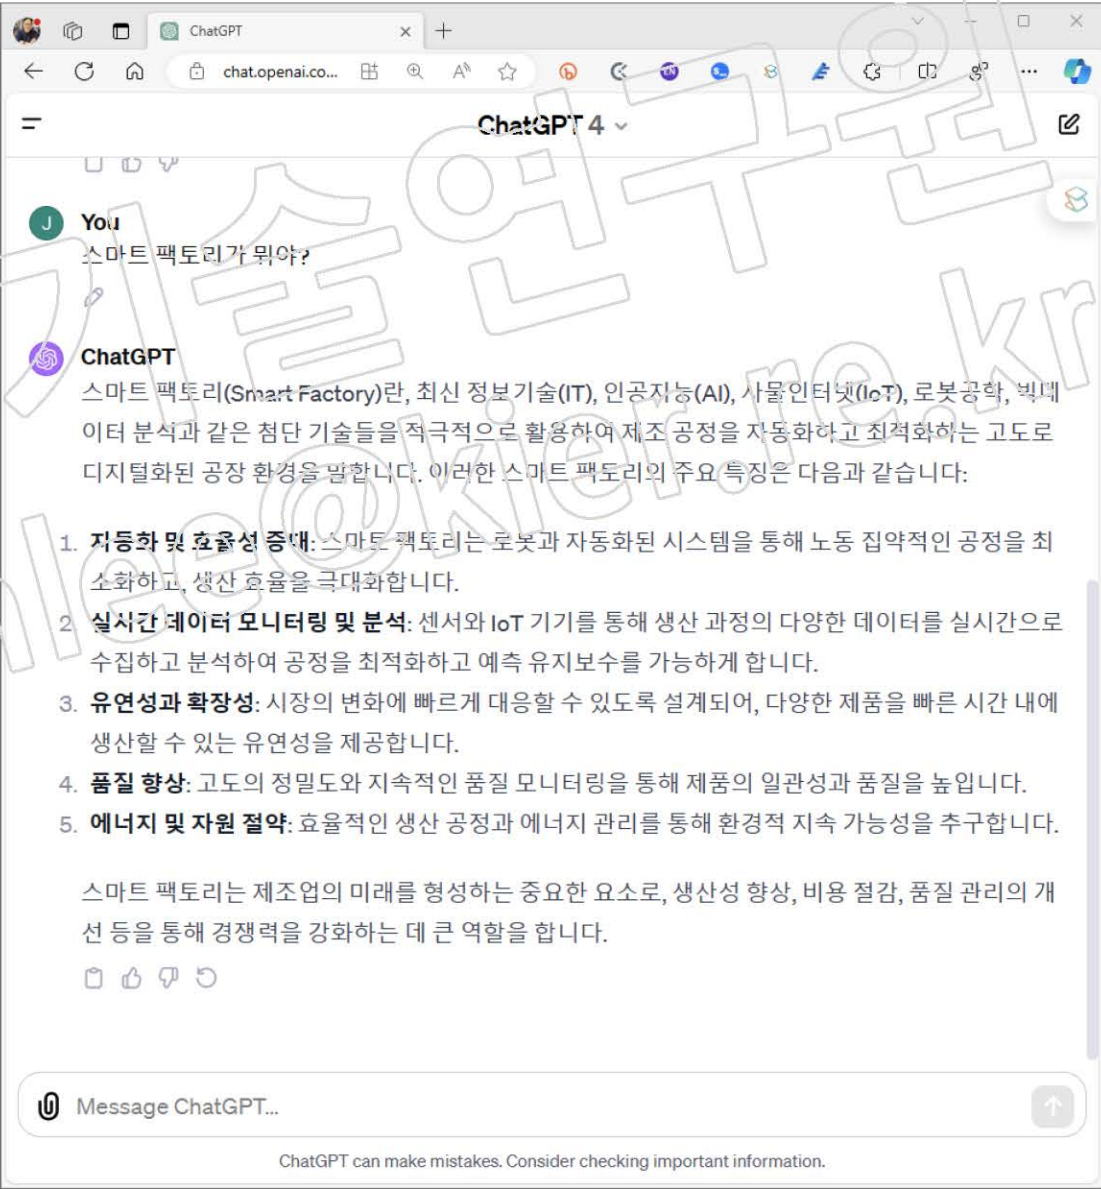 ChatGPT
chat.openai.co...
ChatGPT 4
J
You
스마트 팩토리가 뭐야?
ChatGPT
스마트 팩토리(Smart Factory)란, 최신 정보기술(IT), 인공지능(AI), 사물인터넷(IoT), 로봇공학, 빅데
이터 분석과 같은 첨단 기술들을 적극적으로 활용하여 제조 공정을 자동화하고 최적화하는 고도로
디지털화된 공장 환경을 말합니다. 이러한 스마트 팩토리의 주요 특징은 다음과 같습니다:
1. 자동화 및 효율성 증대: 스마트 팩토리는 로봇과 자동화된 시스템을 통해 노동 집약적인 공정을 최
소화하고, 생산 효율을 극대화합니다.
2. 실시간 데이터 모니터링 및 분석: 센서와 IoT 기기를 통해 생산 과정의 다양한 데이터를 실시간으로
수집하고 분석하여 공정을 최적화하고 예측 유지보수를 가능하게 합니다.
3. 유연성과 확장성: 시장의 변화에 빠르게 대응할 수 있도록 설계되어, 다양한 제품을 빠른 시간 내에
생산할 수 있는 유연성을 제공합니다.
4. 품질 향상: 고도의 정밀도와 지속적인 품질 모니터링을 통해 제품의 일관성과 품질을 높입니다.
5. 에너지 및 자원 절약: 효율적인 생산 공정과 에너지 관리를 통해 환경적 지속 가능성을 추구합니다.
스마트 팩토리는 제조업의 미래를 형성하는 중요한 요소로, 생산성 향상, 비용 절감, 품질 관리의 개
선 등을 통해 경쟁력을 강화하는 데 큰 역할을 합니다.
Message ChatGPT...
ChatGPT can make mistakes. Consider checking important information.
기술연구원
lee@kier.re.kr